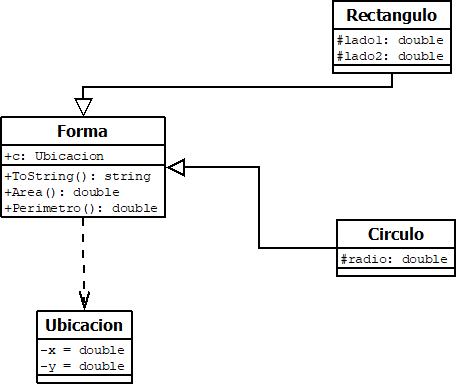 Rectangulo
#lado1: double
#lado2: double
Forma
+c: Ubicacion
+ToString(): string
+Area(): double
+Perimetro(): double
Circulo
#radio: double
Ubicacion
-x = double
-y = double